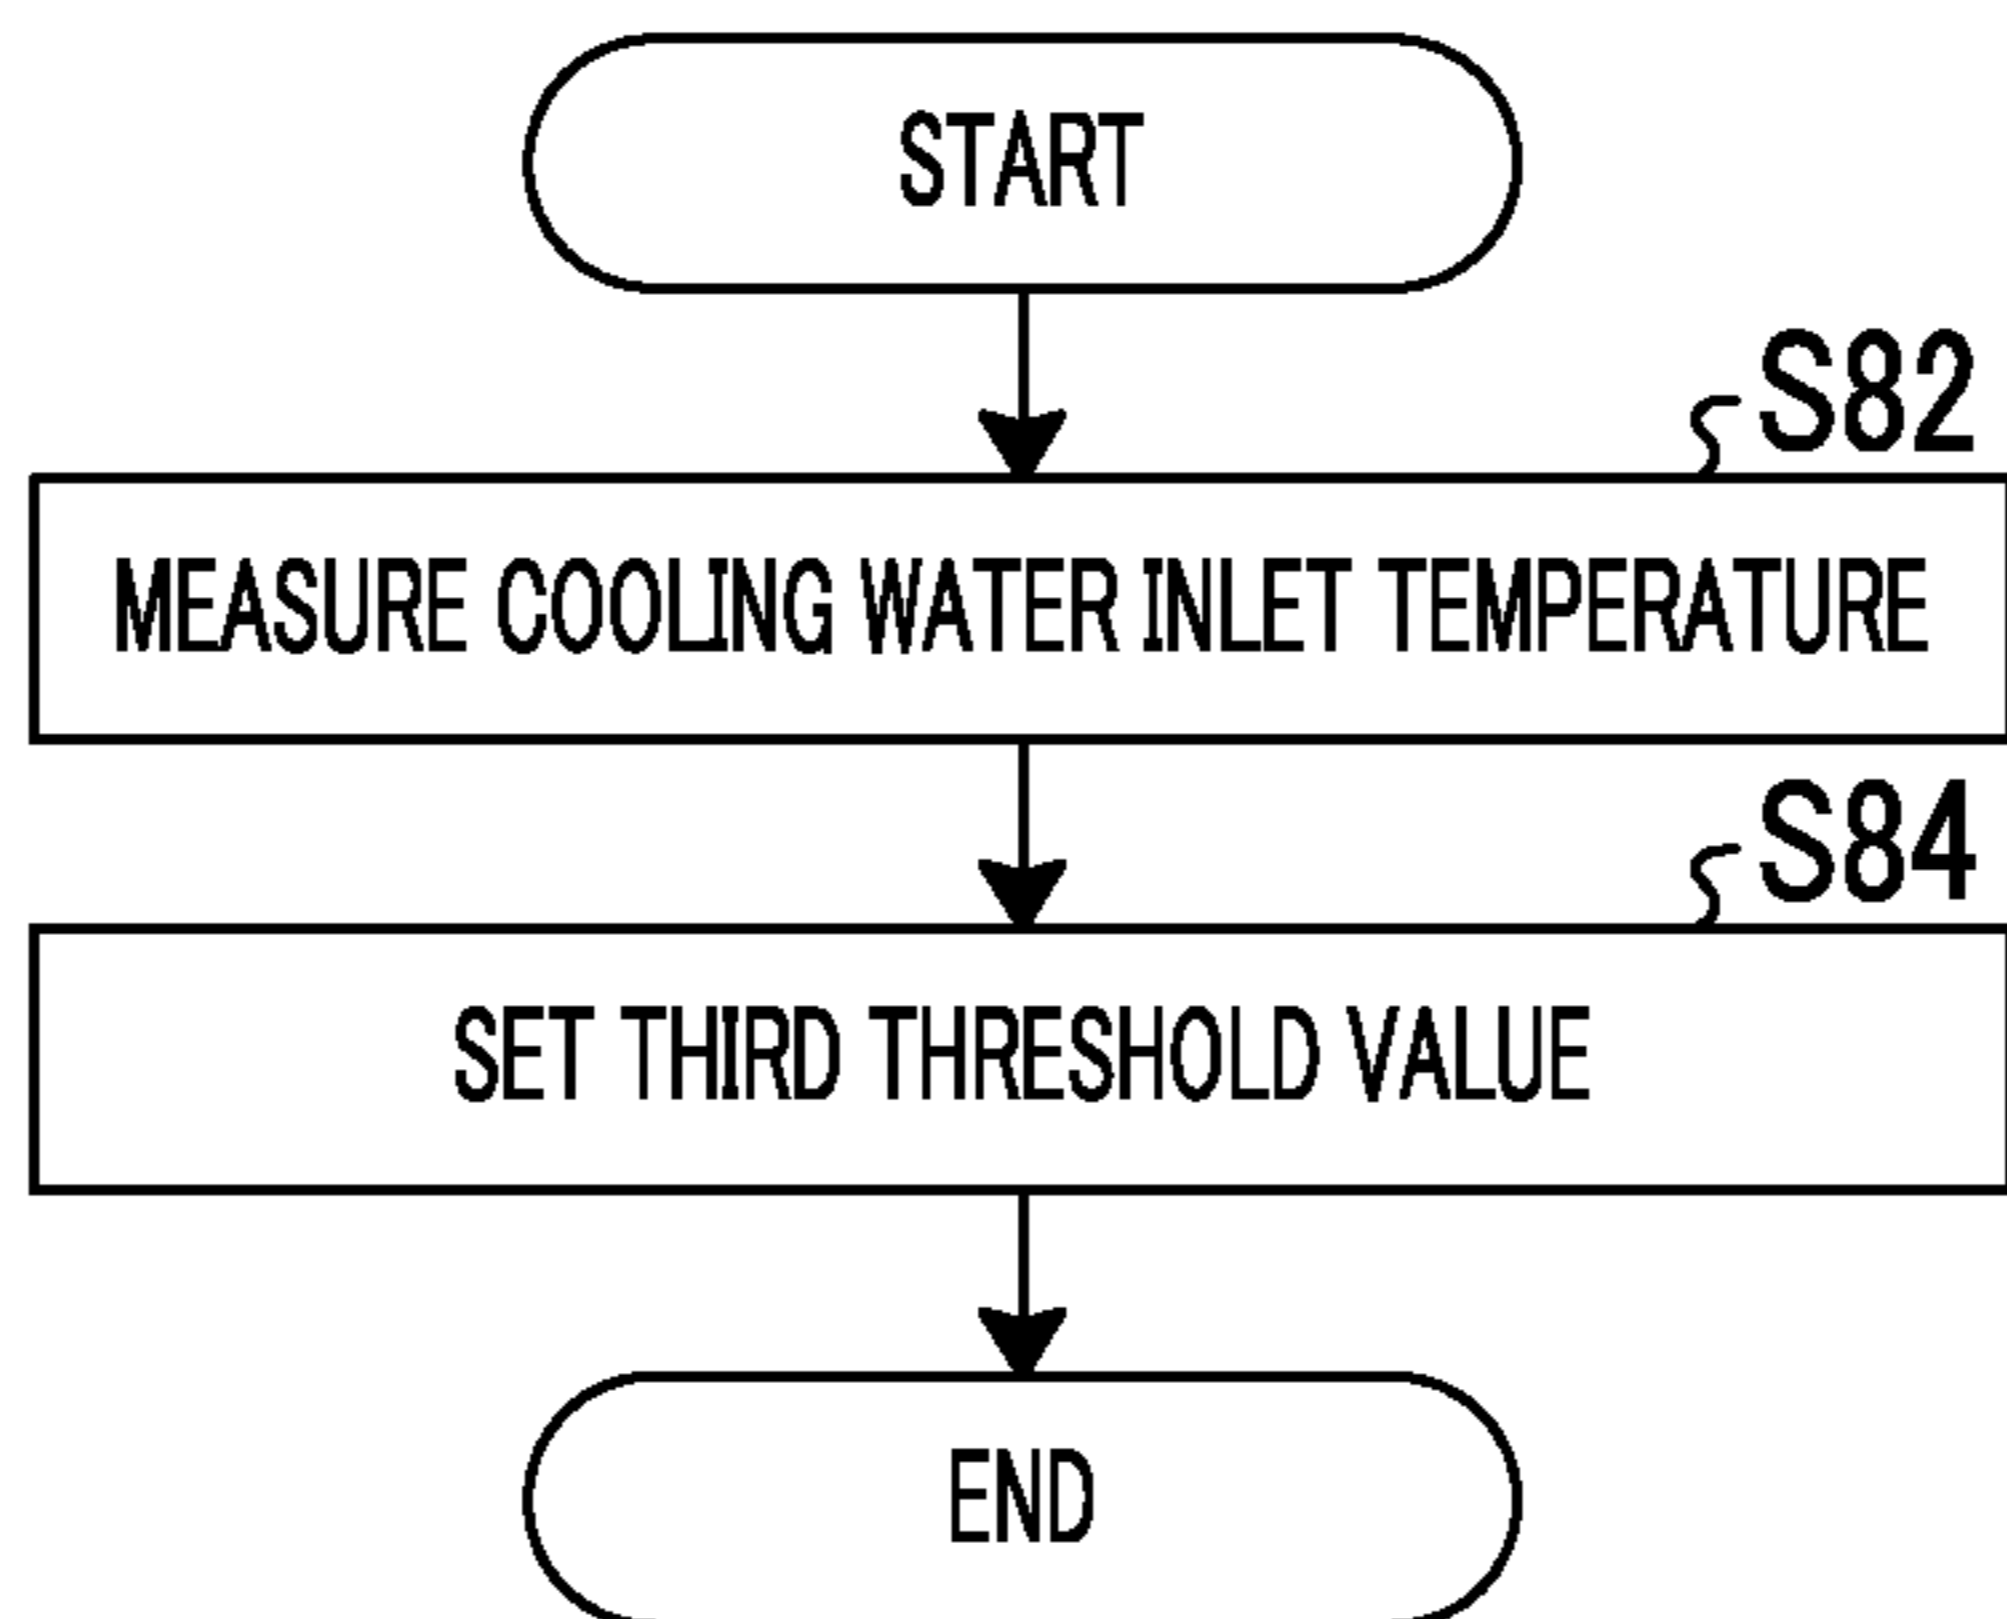 START
S82
MEASURE COOLING WATER INLET TEMPERATURE
S84
SET THIRD THRESHOLD VALUE
END